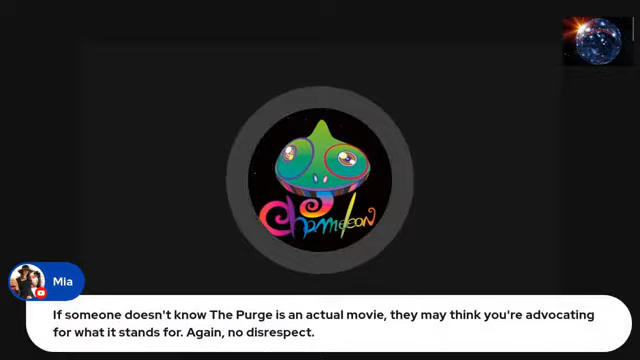 Chameleon
Mia
If someone doesn't know The Purge is an actual movie, they may think you're advocating
for what it stands for. Again, no disrespect.